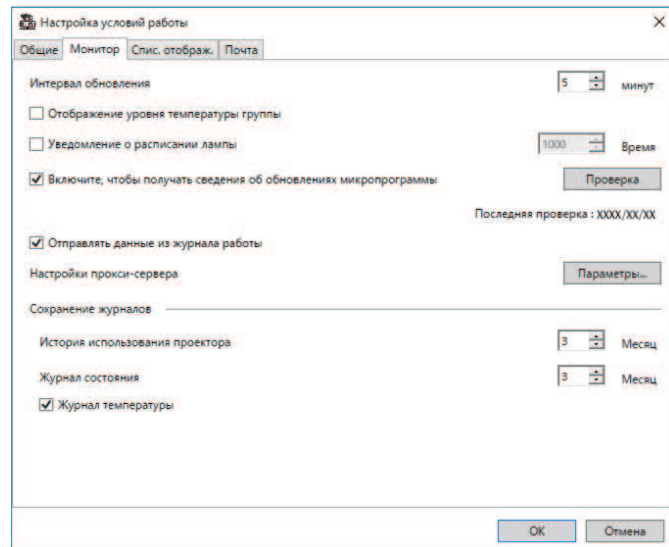 Настройка условий работы
Общие Монитор Спис. отображ. Почта
Интервал обновления 5 минут
Отображение уровня температуры группы
Уведомление о расписании лампы 1000 Время
Включите, чтобы получать сведения об обновлениях микропрограммы Проверка
Последняя проверка : XXXX/XX/XX
Отправлять данные из журнала работы
Настройки прокси-сервера Параметры...
Сохранение журналов
История использования проектора 3 Месяц
Журнал состояния 3 Месяц
Журнал температуры
OK Отмена